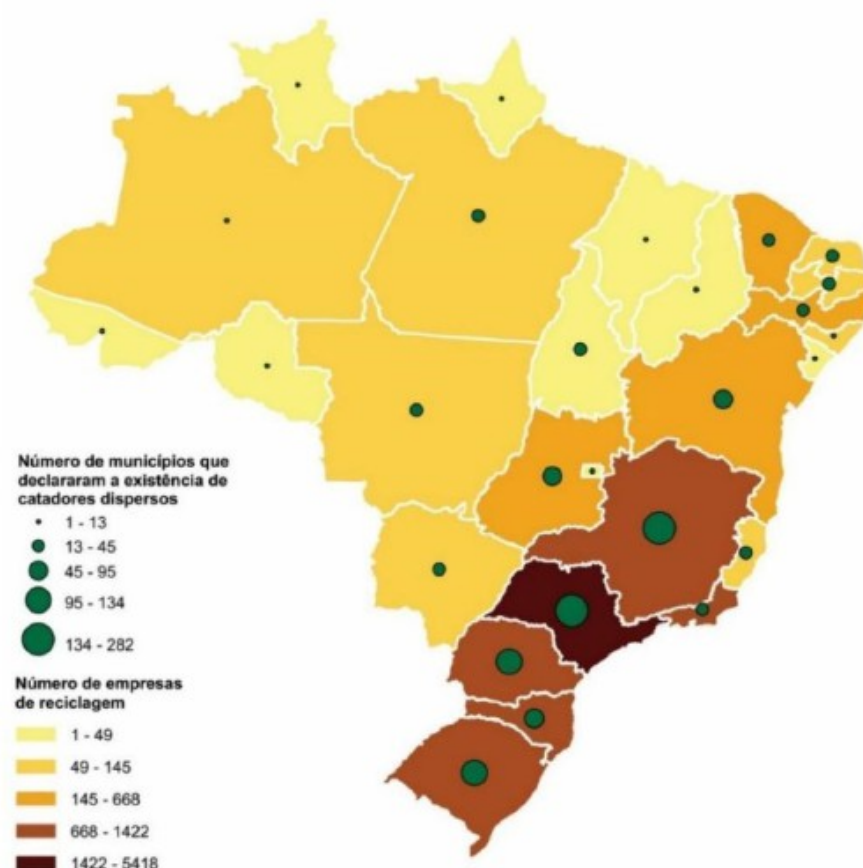 Número de municípios que
declararam a existência de
catadores dispersos
1 - 13
13 - 45
45 - 95
95 - 134
134 - 282
Número de empresas
de reciclagem
1 - 49
49 - 145
145 - 668
668 - 1422
1422 - 5418